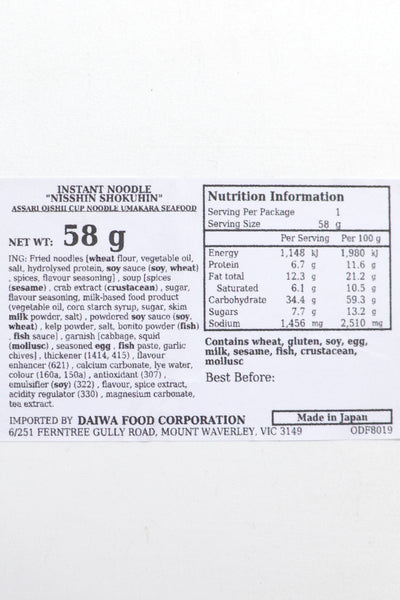 INSTANT NOODLE
"NISSHIN SHOKUHIN"
ASSARI OISHII CUP NOODLE UMAKARA SEAFOOD
NET WT: 58 g
ING: Fried noodles [wheat flour, vegetable oil,
salt, hydrolysed protein, soy sauce (soy, wheat)
, spices, flavour seasoning] , soup [spices
(sesame) , crab extract (crustacean) , sugar,
flavour seasoning, milk-based food product
(vegetable oil, corn starch syrup, sugar, skim
milk powder, salt) , powdered soy sauce (soy,
wheat) , kelp powder, salt, bonito powder (fish)
, fish sauce] , garnish [cabbage, squid
(mollusc) , seasoned egg , fish paste, garlic
chives] , thickener (1414, 415) , flavour
enhancer (621) , calcium carbonate, lye water,
colour (160a, 150a) , antioxidant (307) ,
emulsifier (soy) (322) , flavour, spice extract,
acidity regulator (330) , magnesium carbonate,
tea extract.
Nutrition Information
Serving Per Package 1
Serving Size 58 g
Per Serving Per 100 g
Energy 1,148 kJ 1,980 kJ
Protein 6.7 g 11.6 g
Fat total 12.3 g 21.2 g
Saturated 6.1 g 10.5 g
Carbohydrate 34.4 g 59.3 g
Sugars 7.7 g 13.2 g
Sodium 1,456 mg 2,510 mg
Contains wheat, gluten, soy, egg,
milk, sesame, fish, crustacean,
mollusc
Best Before:
Made in Japan
IMPORTED BY DAIWA FOOD CORPORATION
6/251 FERNTREE GULLY ROAD, MOUNT WAVERLEY, VIC 3149 ODF8019